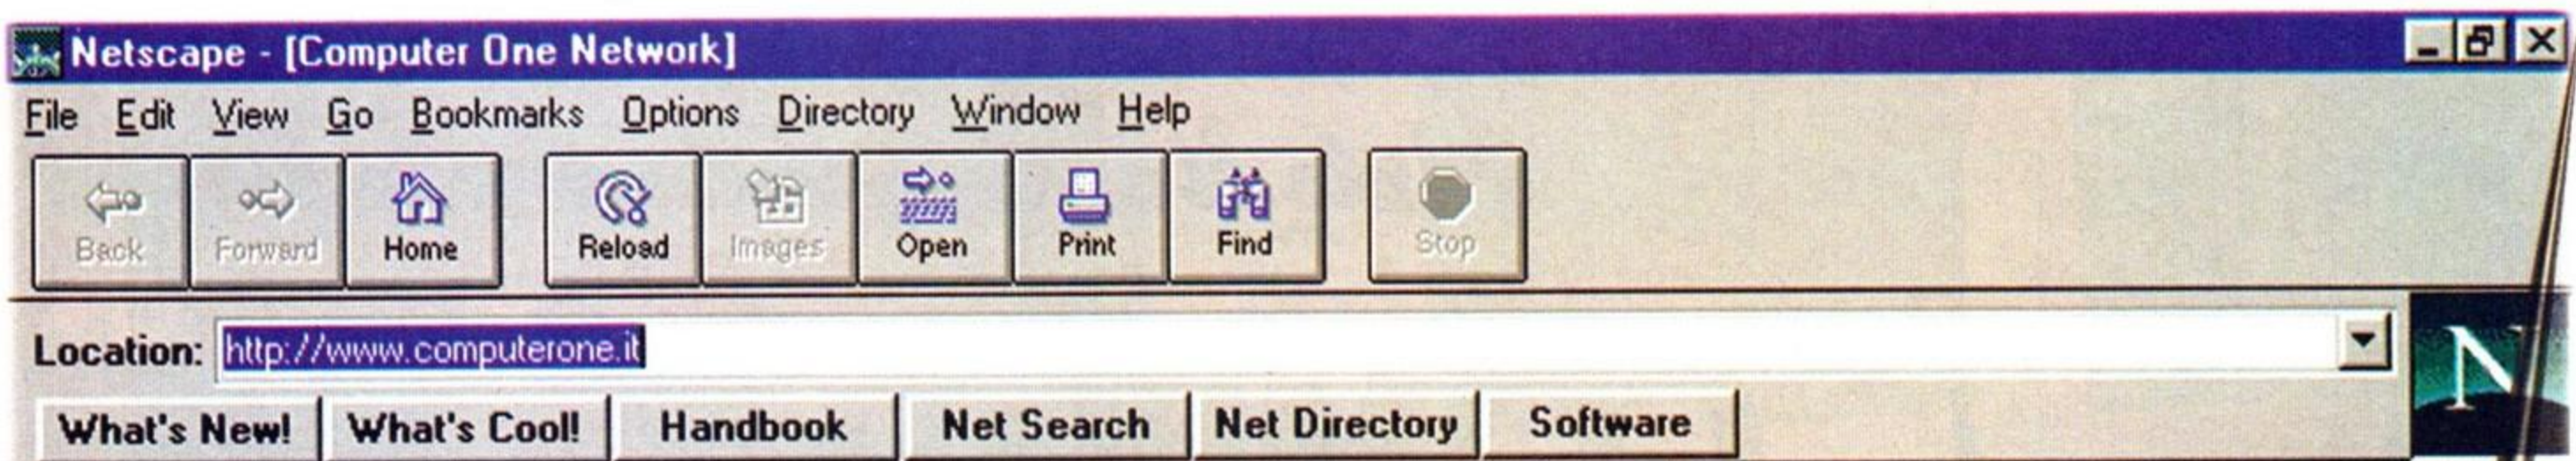 Netscape - [Computer One Network]
File Edit View Go Bookmarks Options Directory Window Help
Back Forward Home Reload Images Open Print Find Stop
Location: http://www.computerone.it
N
What's New! What's Cool! Handbook Net Search Net Directory Software